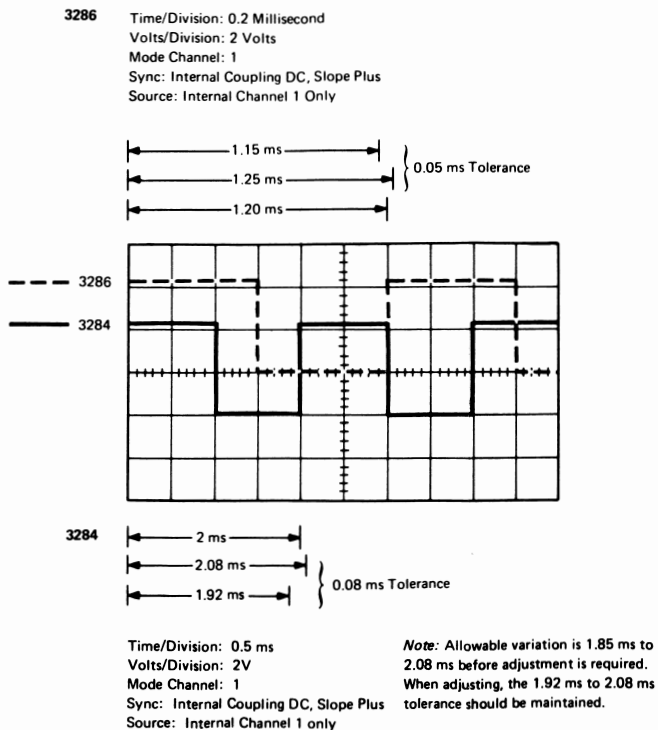 3286
Time/Division: 0.2 Millisecond
Volts/Division: 2 Volts
Mode Channel: 1
Sync: Internal Coupling DC, Slope Plus
Source: Internal Channel 1 Only
1.15 ms
1.25 ms
0.05 ms Tolerance
1.20 ms
3286
3284
3284
2 ms
2.08 ms
0.08 ms Tolerance
1.92 ms
Time/Division: 0.5 ms
Volts/Division: 2V
Mode Channel: 1
Sync: Internal Coupling DC, Slope Plus
Source: Internal Channel 1 only
Note: Allowable variation is 1.85 ms to
2.08 ms before adjustment is required.
When adjusting, the 1.92 ms to 2.08 ms
tolerance should be maintained.